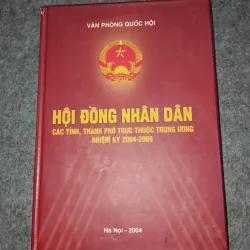 VĂN PHÒNG QUỐC HỘI
HỘI ĐỒNG NHÂN DÂN
CÁC TỈNH, THÀNH PHỐ TRỰC THUỘC TRUNG ƯƠNG
NHIỆM KỲ 2004-2009
Hà Nội - 2004